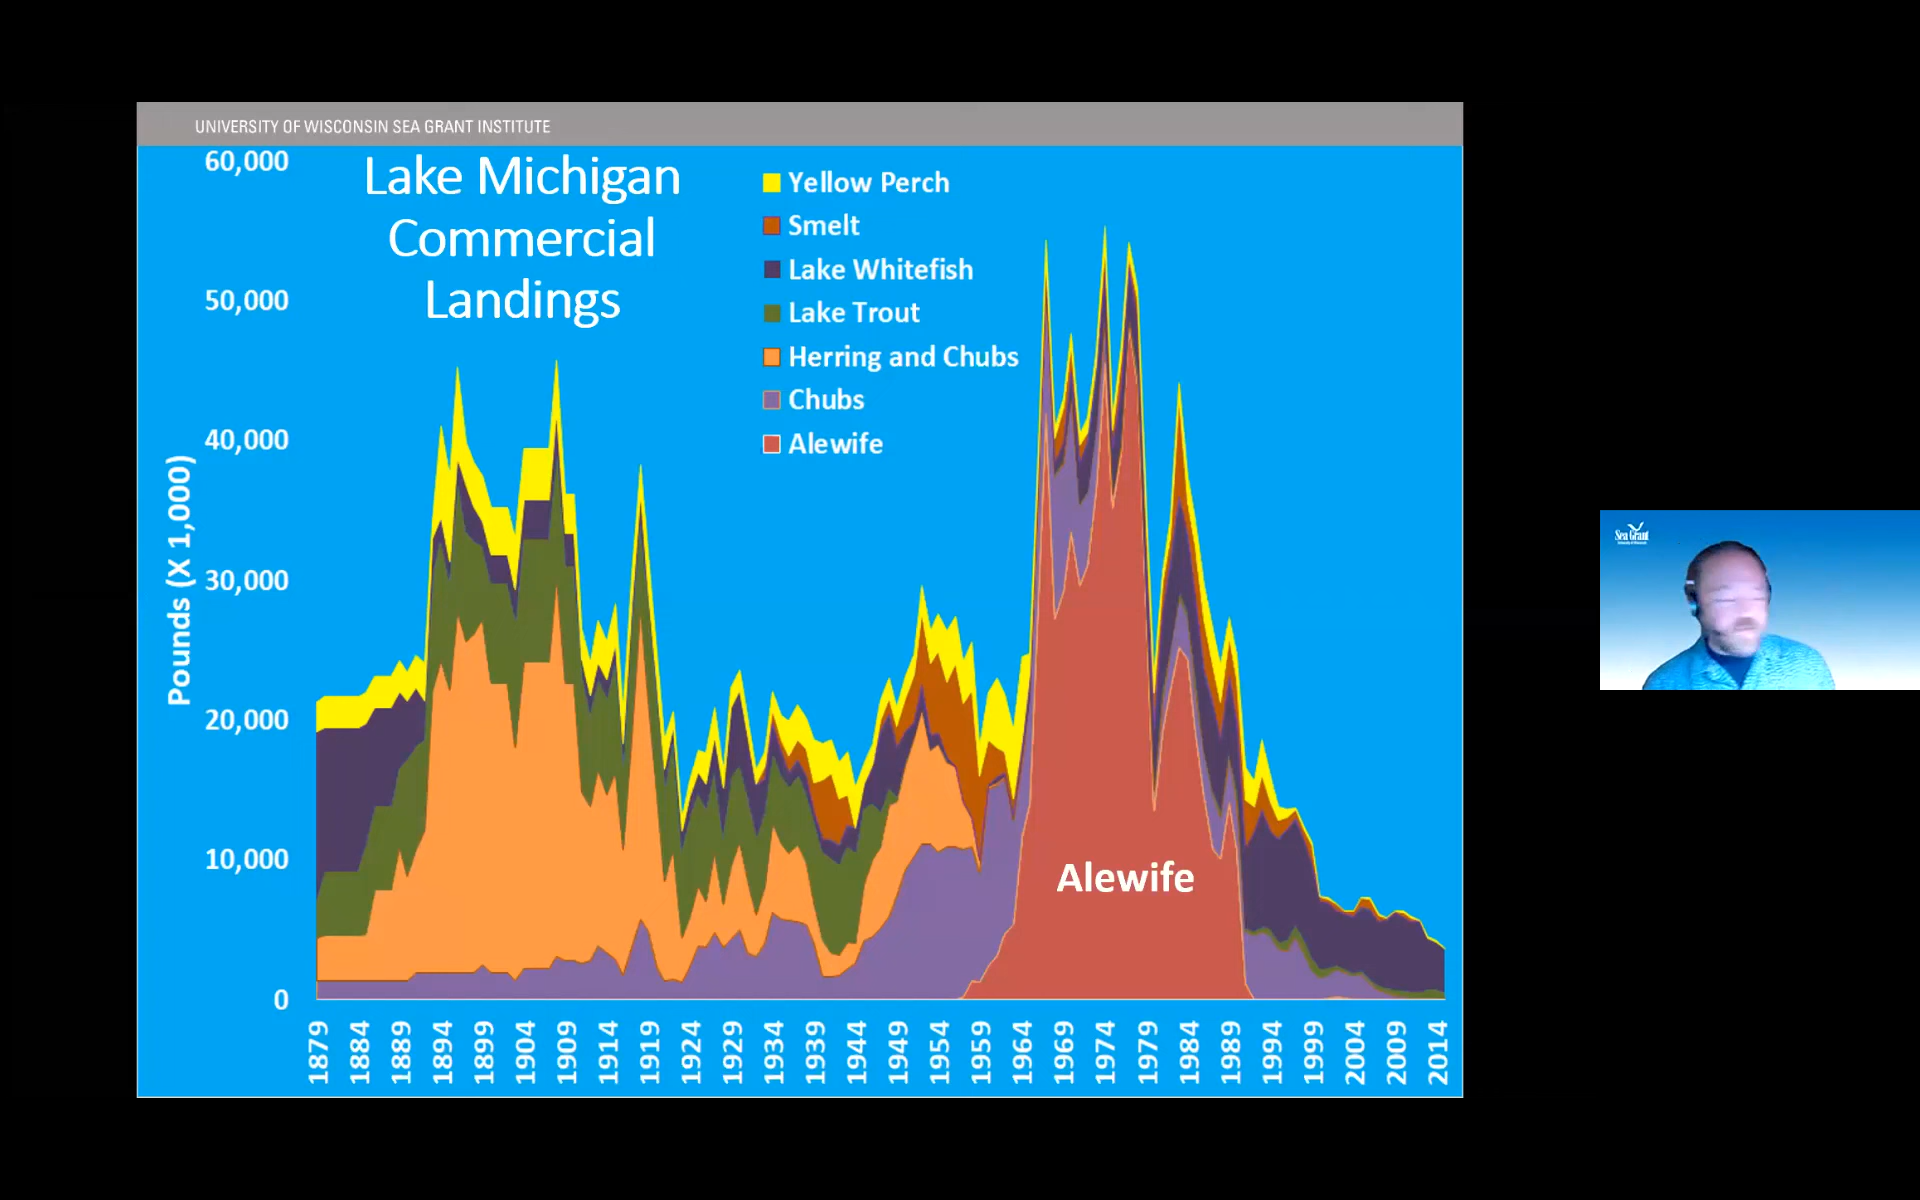 UNIVERSITY OF WISCONSIN SEA GRANT INSTITUTE
Lake Michigan
Commercial
Landings
Yellow Perch
Smelt
Lake Whitefish
Lake Trout
Herring and Chubs
Chubs
Alewife
Pounds (X 1,000)
60,000
50,000
40,000
30,000
20,000
10,000
0
Alewife
1879
1884
1889
1894
1899
1904
1909
1914
1919
1924
1929
1934
1939
1944
1949
1954
1959
1964
1969
1974
1979
1984
1989
1994
1999
2004
2009
2014
Sea Grant